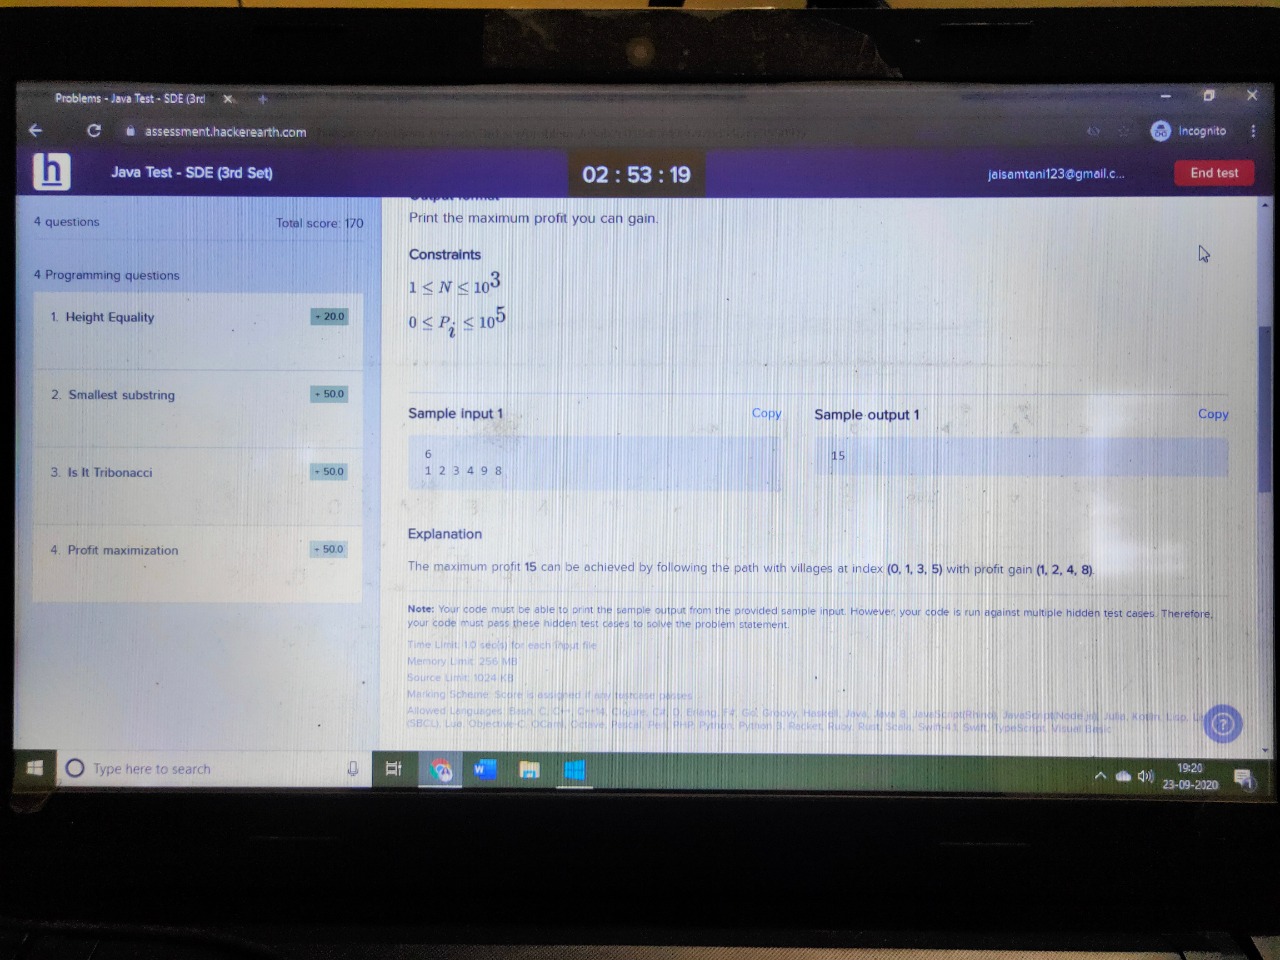 Problems - Java Test - SDE (3rd
assessment.hackerearth.com
Incognito
h
Java Test - SDE (3rd Set)
02 : 53 : 19
jaisamtani123@gmail.c...
End test
4 questions
Total score: 170
4 Programming questions
1. Height Equality
+ 20.0
2. Smallest substring
+ 50.0
3. Is It Tribonacci
+ 50.0
4. Profit maximization
+ 50.0
Output format
Print the maximum profit you can gain.
Constraints
1 ≤ N ≤ 10^3
0 ≤ P_i ≤ 10^5
Sample input 1
Copy
6
1 2 3 4 9 8
Sample output 1
Copy
15
Explanation
The maximum profit 15 can be achieved by following the path with villages at index (0, 1, 3, 5) with profit gain (1, 2, 4, 8).
Note: Your code must be able to print the sample output from the provided sample input. However, your code is run against multiple hidden test cases. Therefore,
your code must pass these hidden test cases to solve the problem statement.
Time Limit: 1.0 sec(s) for each input file
Memory Limit: 256 MB
Source Limit: 1024 KB
Marking Scheme: Score is assigned if any testcase passes
Allowed Languages: Bash, C, C++, C++14, Clojure, C#, D, Erlang, F#, Go, Groovy, Haskell, Java, Java 8, JavaScript(Rhino), JavaScript(Node.js), Julia, Kotlin, Lisp,
(SBCL), Lua, Objective-C, OCaml, Octave, Pascal, Perl, PHP, Python, Python 3, Racket, Ruby, Rust, Scala, Swift-4.1, Swift, TypeScript, Visual Basic
?
Type here to search
W
19:20
23-09-2020